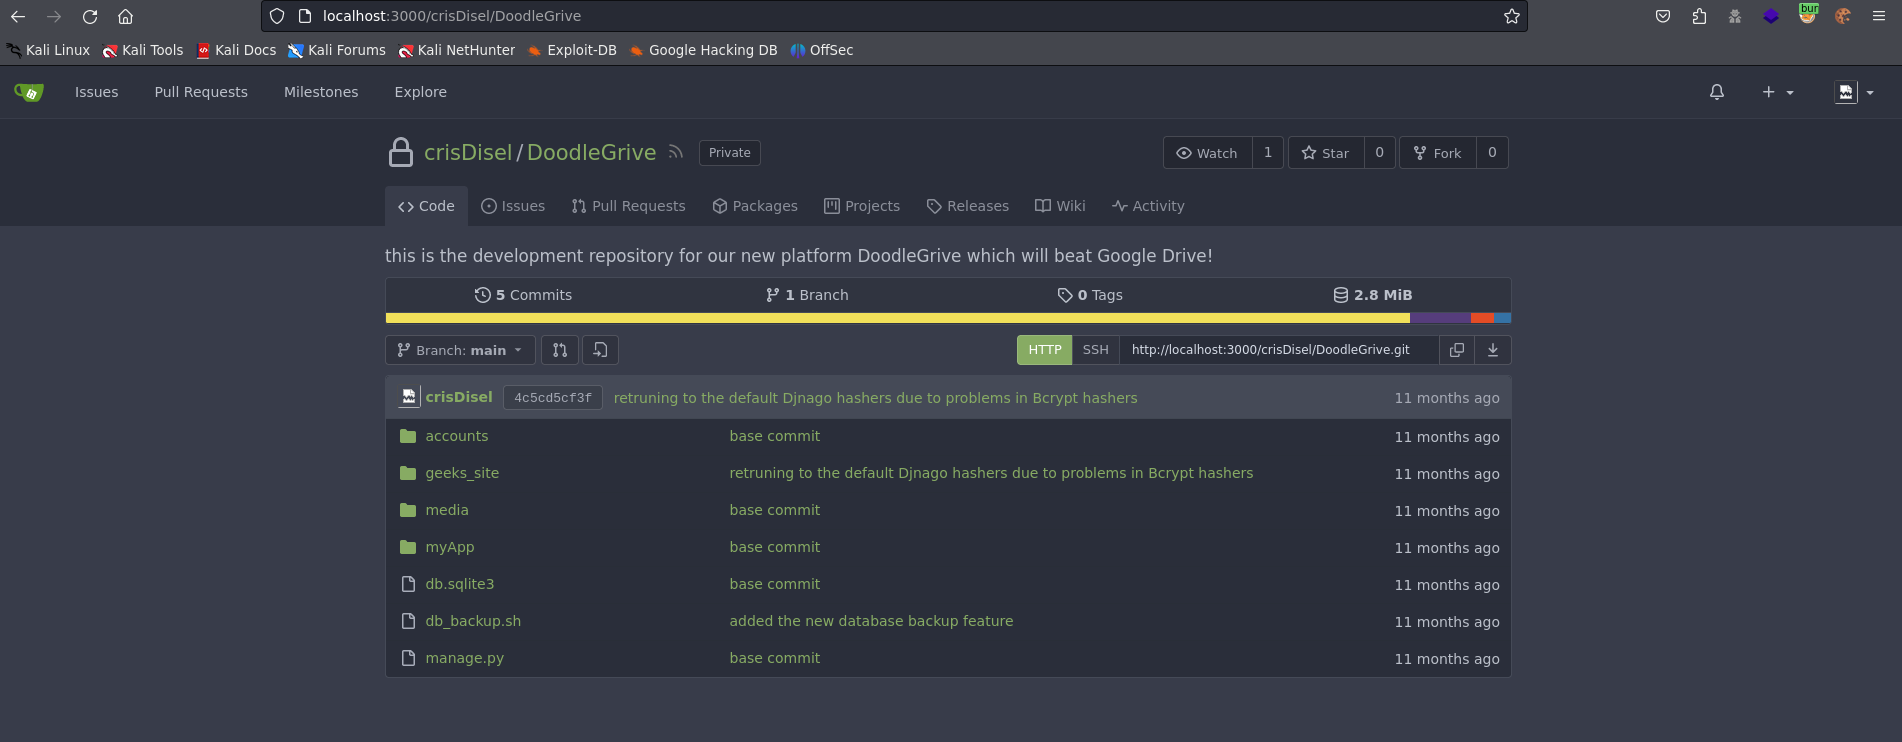 localhost:3000/crisDisel/DoodleGrive bur
Kali Linux Kali Tools Kali Docs Kali Forums Kali NetHunter Exploit-DB Google Hacking DB OffSec
Issues Pull Requests Milestones Explore
crisDisel/DoodleGrive Private Watch 1 Star 0 Fork 0
Code Issues Pull Requests Packages Projects Releases Wiki Activity
this is the development repository for our new platform DoodleGrive which will beat Google Drive!
5 Commits 1 Branch 0 Tags 2.8 MiB
Branch: main HTTP SSH http://localhost:3000/crisDisel/DoodleGrive.git
crisDisel 4c5cd5cf3f retruning to the default Djnago hashers due to problems in Bcrypt hashers 11 months ago
accounts base commit 11 months ago
geeks_site retruning to the default Djnago hashers due to problems in Bcrypt hashers 11 months ago
media base commit 11 months ago
myApp base commit 11 months ago
db.sqlite3 base commit 11 months ago
db_backup.sh added the new database backup feature 11 months ago
manage.py base commit 11 months ago